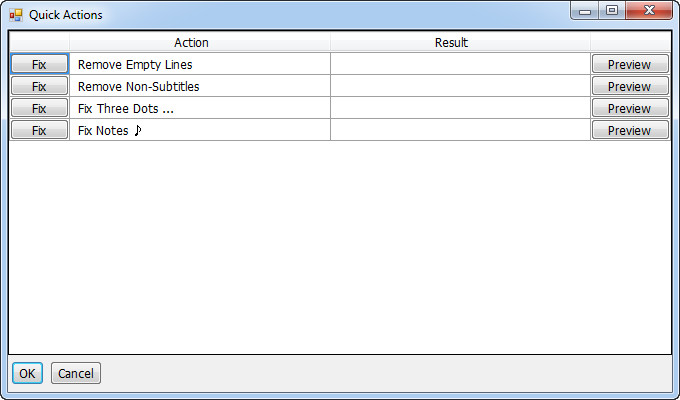 Quick Actions
Action Result
Fix Remove Empty Lines Preview
Fix Remove Non-Subtitles Preview
Fix Fix Three Dots ... Preview
Fix Fix Notes ♪ Preview
OK Cancel